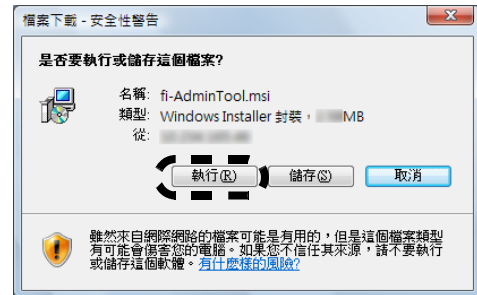 檔案下載 - 安全性警告
是否要執行或儲存這個檔案?
名稱: fi-AdminTool.msi
類型: Windows Installer 封裝, MB
從:
執行(R) 儲存(S) 取消
雖然來自網際網路的檔案可能是有用的,但是這個檔案類型
有可能會傷害您的電腦。如果您不信任其來源,請不要執行
或儲存這個軟體。有什麼樣的風險?